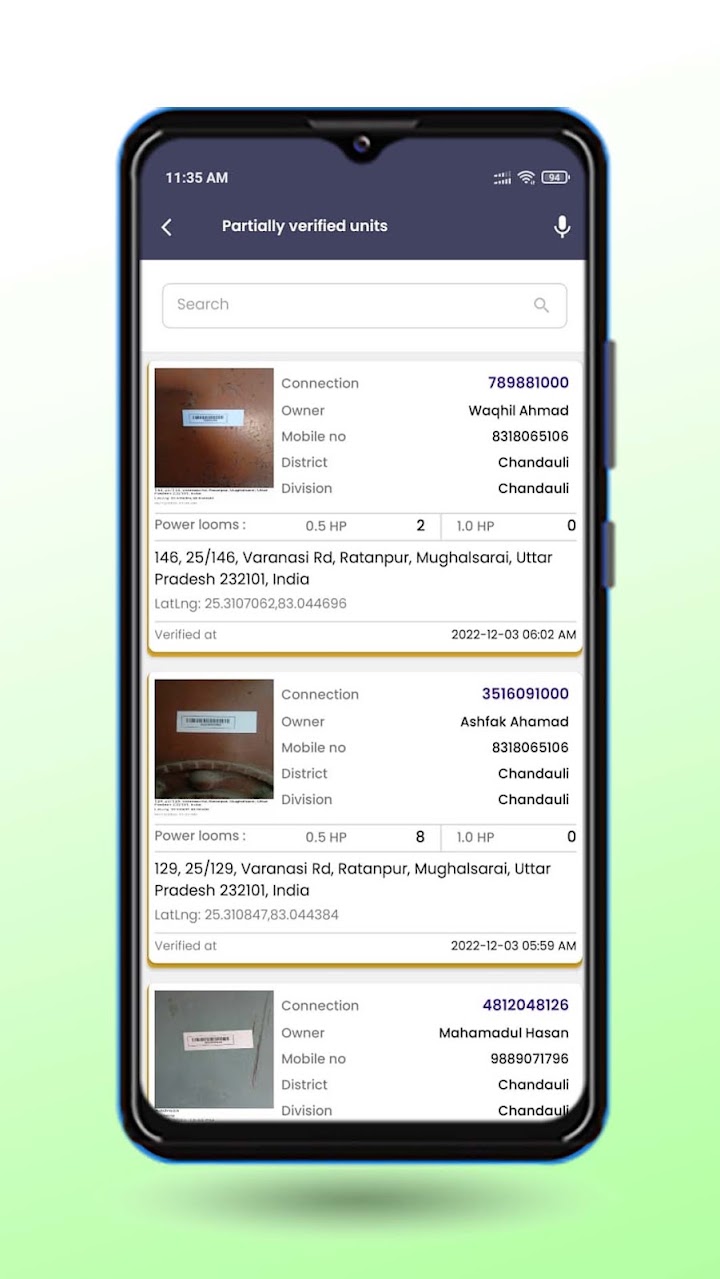 11:35 AM
94
Partially verified units
Search
Connection 789881000
Owner Waqhil Ahmad
Mobile no 8318065106
District Chandauli
Division Chandauli
Power looms : 0.5 HP 2 1.0 HP 0
146, 25/146, Varanasi Rd, Ratanpur, Mughalsarai, Uttar
Pradesh 232101, India
LatLng: 25.3107062,83.044696
Verified at 2022-12-03 06:02 AM
Connection 3516091000
Owner Ashfak Ahamad
Mobile no 8318065106
District Chandauli
Division Chandauli
Power looms : 0.5 HP 8 1.0 HP 0
129, 25/129, Varanasi Rd, Ratanpur, Mughalsarai, Uttar
Pradesh 232101, India
LatLng: 25.310847,83.044384
Verified at 2022-12-03 05:59 AM
Connection 4812048126
Owner Mahamadul Hasan
Mobile no 9889071796
District Chandauli
Division Chandauli